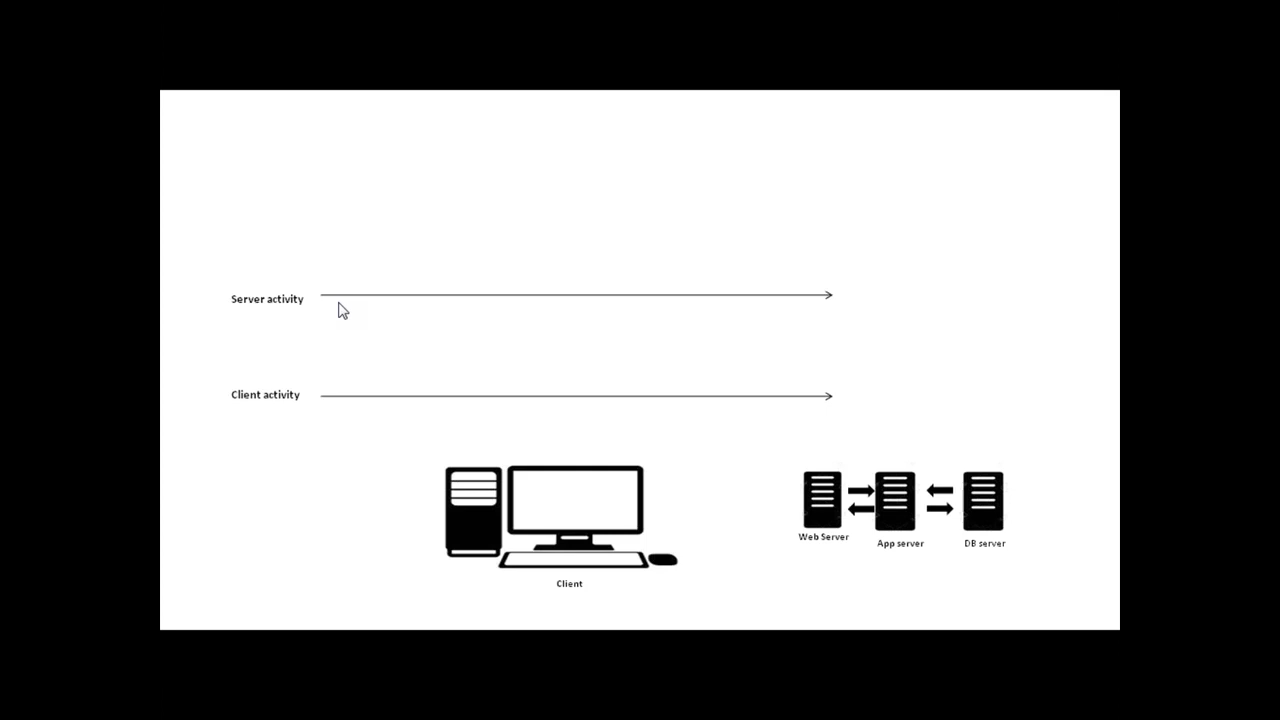 Server activity
Client activity
Web Server
App server
DB server
Client